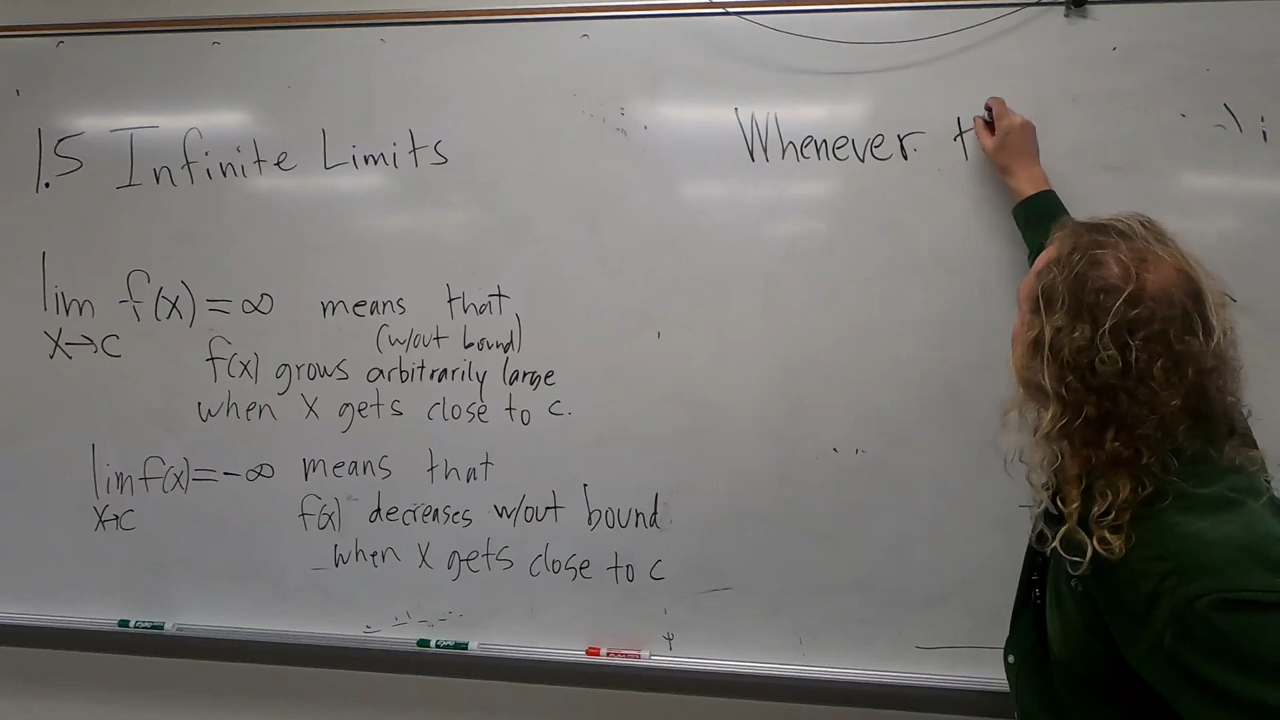 1.5 Infinite Limits
lim f(x) = ∞ means that
x→c (w/out bound)
f(x) grows arbitrarily large
when x gets close to c.
lim f(x) = -∞ means that
x→c f(x) decreases w/out bound
when x gets close to c
Whenever t